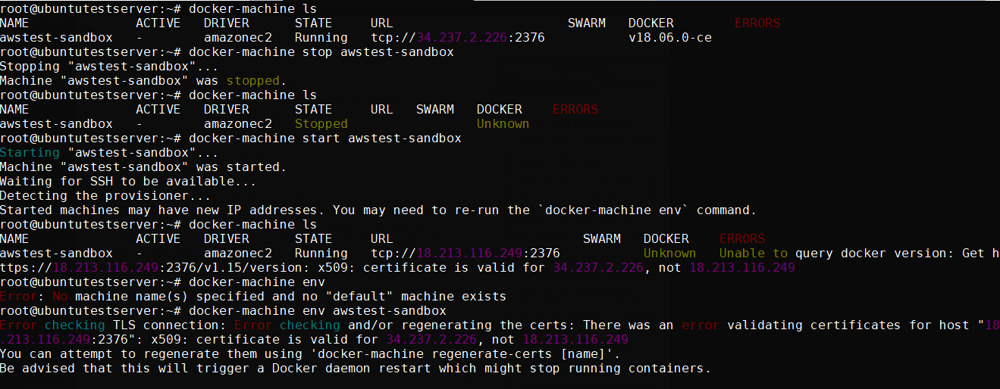 root@ubuntutestserver:~# docker-machine ls
NAME ACTIVE DRIVER STATE URL SWARM DOCKER ERRORS
awstest-sandbox - amazonec2 Running tcp://34.237.2.226:2376 v18.06.0-ce
root@ubuntutestserver:~# docker-machine stop awstest-sandbox
Stopping "awstest-sandbox"...
Machine "awstest-sandbox" was stopped.
root@ubuntutestserver:~# docker-machine ls
NAME ACTIVE DRIVER STATE URL SWARM DOCKER ERRORS
awstest-sandbox - amazonec2 Stopped Unknown
root@ubuntutestserver:~# docker-machine start awstest-sandbox
Starting "awstest-sandbox"...
Machine "awstest-sandbox" was started.
Waiting for SSH to be available...
Detecting the provisioner...
Started machines may have new IP addresses. You may need to re-run the `docker-machine env` command.
root@ubuntutestserver:~# docker-machine ls
NAME ACTIVE DRIVER STATE URL SWARM DOCKER ERRORS
awstest-sandbox - amazonec2 Running tcp://18.213.116.249:2376 Unknown Unable to query docker version: Get h
ttps://18.213.116.249:2376/v1.15/version: x509: certificate is valid for 34.237.2.226, not 18.213.116.249
root@ubuntutestserver:~# docker-machine env
Error: No machine name(s) specified and no "default" machine exists
root@ubuntutestserver:~# docker-machine env awstest-sandbox
Error checking TLS connection: Error checking and/or regenerating the certs: There was an error validating certificates for host "18
.213.116.249:2376": x509: certificate is valid for 34.237.2.226, not 18.213.116.249
You can attempt to regenerate them using 'docker-machine regenerate-certs [name]'.
Be advised that this will trigger a Docker daemon restart which might stop running containers.